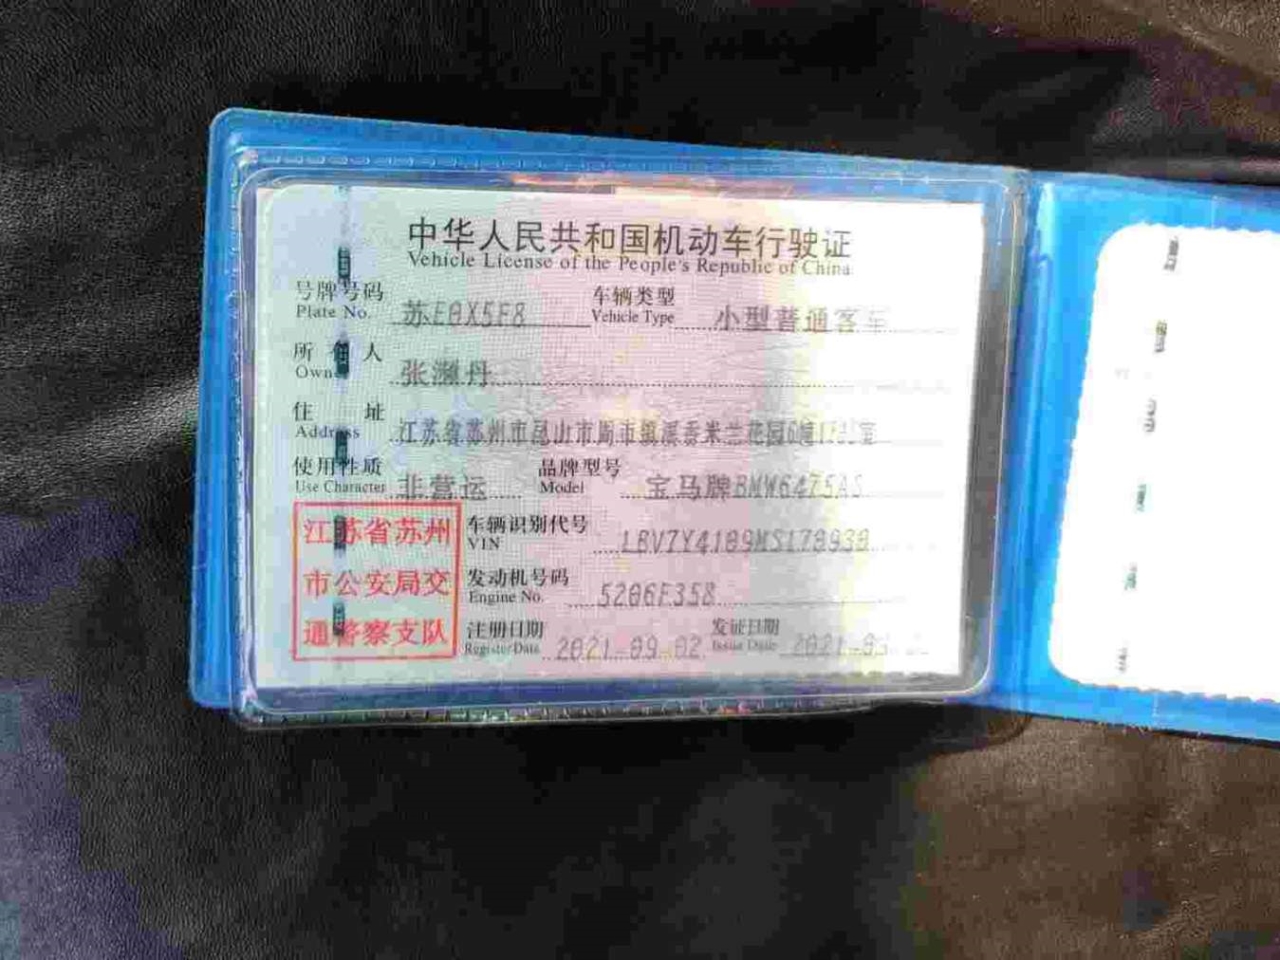 中华人民共和国机动车行驶证
Vehicle License of the People's Republic of China
号牌号码 苏E0X5F8 车辆类型 小型普通客车
Plate No. Vehicle Type
所 人 张濒丹
Owner
住 址 江苏省苏州市昆山市周市镇 香米兰花园
Address
使用性质 非营运 品牌型号 宝马牌BMW6475AS
Use Character Model
江苏省苏州 车辆识别代号 LBV7Y4109MS178930
VIN
市公安局交 发动机号码 5206F358
Engine No.
通警察支队 注册日期 2021-09-02 发证日期 2021-09-
Register Date Issue Date